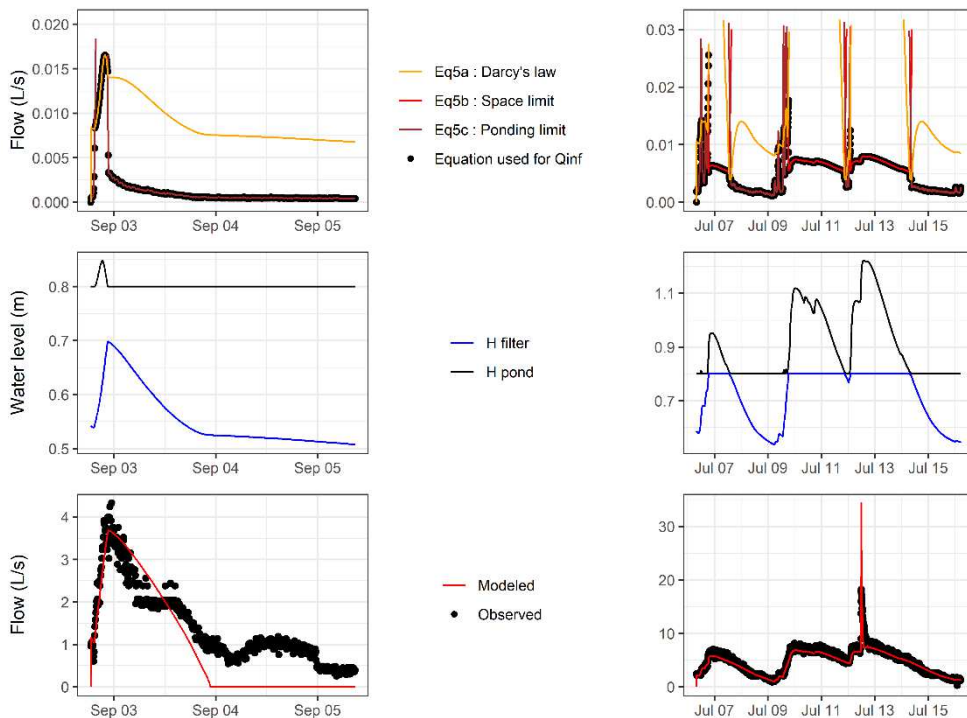 0.020
0.015
0.010
0.005
0.000
Flow (L/s)
Sep 03
Sep 04
Sep 05
Eq5a : Darcy's law
Eq5b : Space limit
Eq5c : Ponding limit
Equation used for Qinf
0.03
0.02
0.01
0.00
Jul 07
Jul 09
Jul 11
Jul 13
Jul 15
0.8
0.7
0.6
0.5
Water level (m)
Sep 03
Sep 04
Sep 05
H filter
H pond
1.1
0.9
0.7
Jul 07
Jul 09
Jul 11
Jul 13
Jul 15
4
3
2
1
0
Flow (L/s)
Sep 03
Sep 04
Sep 05
Modeled
Observed
30
20
10
0
Jul 07
Jul 09
Jul 11
Jul 13
Jul 15